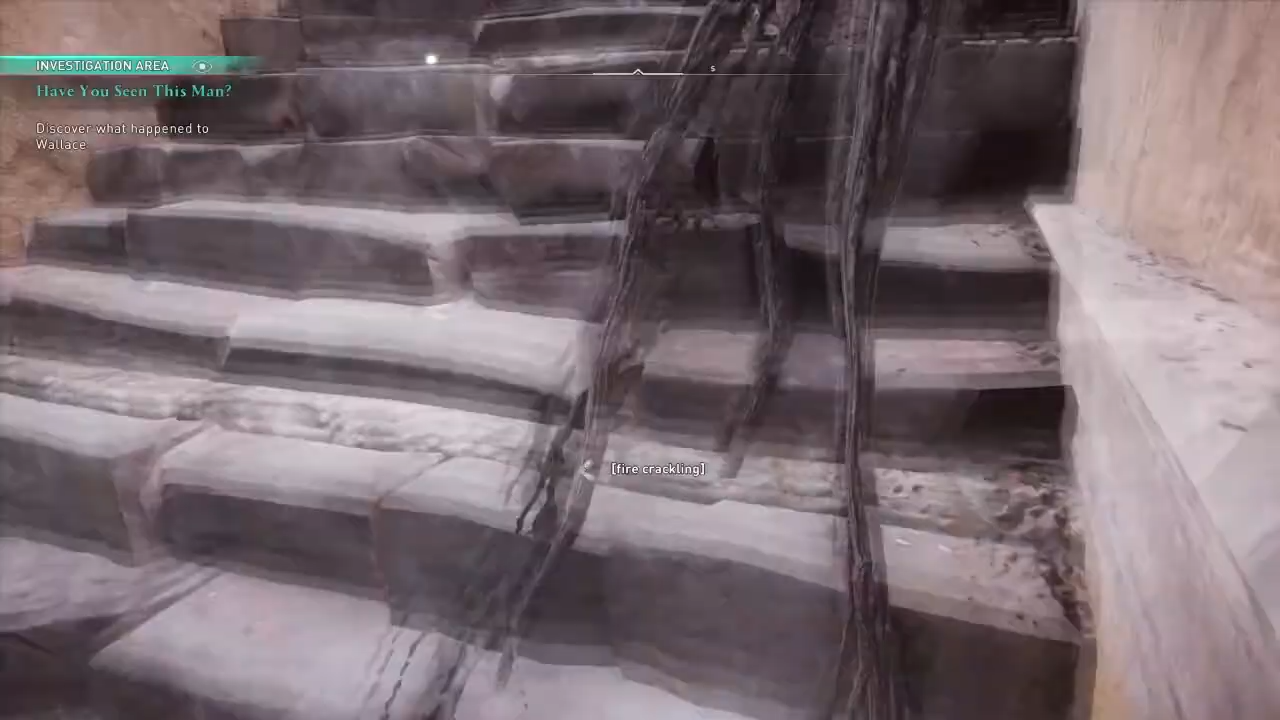 INVESTIGATION AREA
S
Have You Seen This Man?
Discover what happened to
Wallace
[fire crackling]